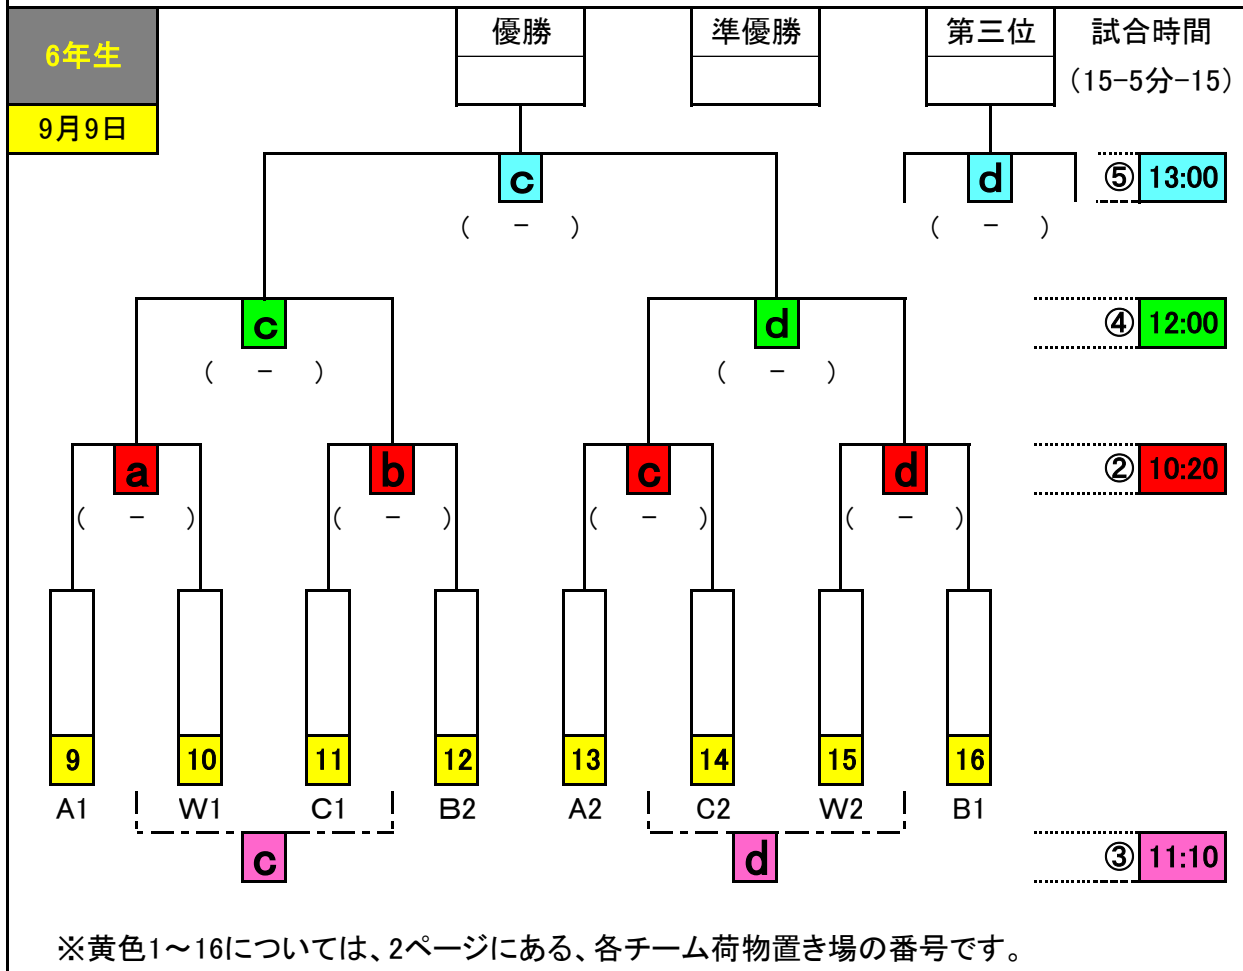 6年生
優勝
準優勝
第三位
試合時間
(15-5分-15)
9月9日
c
d
⑤ 13:00
( - )
( - )
c
d
④ 12:00
( - )
( - )
a
b
c
d
② 10:20
( - )
( - )
( - )
( - )
9
10
11
12
13
14
15
16
A1
W1
C1
B2
A2
C2
W2
B1
c
d
③ 11:10
※黄色1～16については、2ページにある、各チーム荷物置き場の番号です。